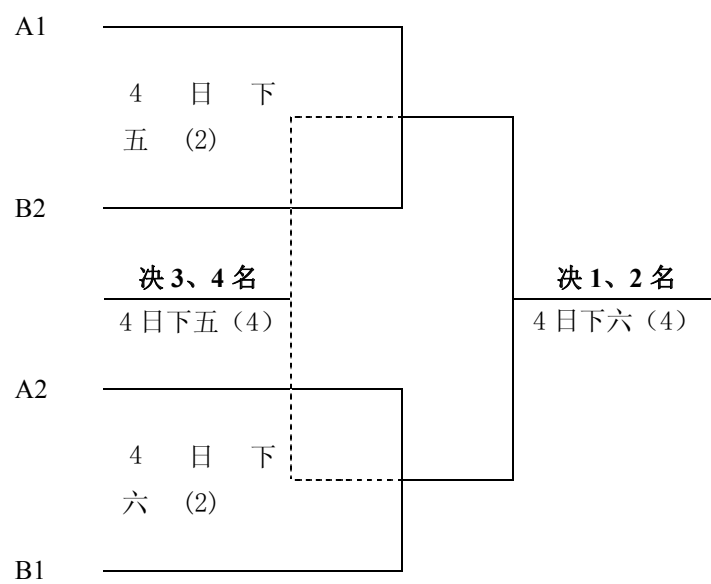 A1
4 日 下
五 (2)
B2
决 3、4 名
4 日下五（4）
决 1、2 名
4 日下六（4）
A2
4 日 下
六 (2)
B1